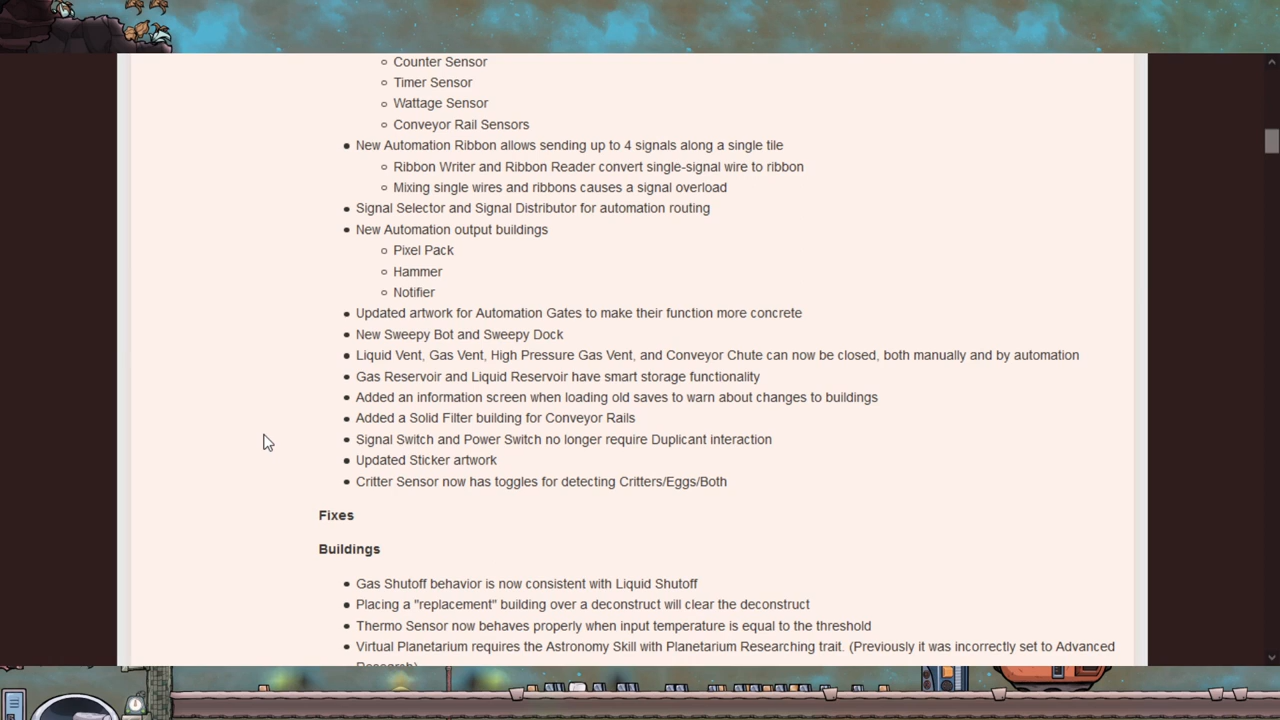 Counter Sensor
Timer Sensor
Wattage Sensor
Conveyor Rail Sensors
New Automation Ribbon allows sending up to 4 signals along a single tile
Ribbon Writer and Ribbon Reader convert single-signal wire to ribbon
Mixing single wires and ribbons causes a signal overload
Signal Selector and Signal Distributor for automation routing
New Automation output buildings
Pixel Pack
Hammer
Notifier
Updated artwork for Automation Gates to make their function more concrete
New Sweepy Bot and Sweepy Dock
Liquid Vent, Gas Vent, High Pressure Gas Vent, and Conveyor Chute can now be closed, both manually and by automation
Gas Reservoir and Liquid Reservoir have smart storage functionality
Added an information screen when loading old saves to warn about changes to buildings
Added a Solid Filter building for Conveyor Rails
Signal Switch and Power Switch no longer require Duplicant interaction
Updated Sticker artwork
Critter Sensor now has toggles for detecting Critters/Eggs/Both
Fixes
Buildings
Gas Shutoff behavior is now consistent with Liquid Shutoff
Placing a "replacement" building over a deconstruct will clear the deconstruct
Thermo Sensor now behaves properly when input temperature is equal to the threshold
Virtual Planetarium requires the Astronomy Skill with Planetarium Researching trait. (Previously it was incorrectly set to Advanced
Research)